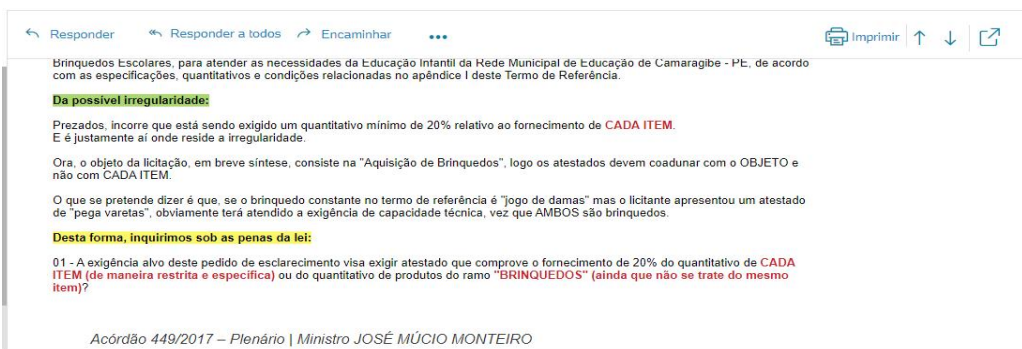 Responder Responder a todos Encaminhar ... Imprimir
Brinquedos Escolares, para atender as necessidades da Educação Infantil da Rede Municipal de Educação de Camaragibe - PE, de acordo
com as especificações, quantitativos e condições relacionadas no apêndice I deste Termo de Referência.
Da possível irregularidade:
Prezados, incorre que está sendo exigido um quantitativo mínimo de 20% relativo ao fornecimento de CADA ITEM.
E é justamente aí onde reside a irregularidade.
Ora, o objeto da licitação, em breve síntese, consiste na "Aquisição de Brinquedos", logo os atestados devem coadunar com o OBJETO e
não com CADA ITEM.
O que se pretende dizer é que, se o brinquedo constante no termo de referência é "jogo de damas" mas o licitante apresentou um atestado
de "pega varetas", obviamente terá atendido a exigência de capacidade técnica, vez que AMBOS são brinquedos.
Desta forma, inquirimos sob as penas da lei:
01 - A exigência alvo deste pedido de esclarecimento visa exigir atestado que comprove o fornecimento de 20% do quantitativo de CADA
ITEM (de maneira restrita e específica) ou do quantitativo de produtos do ramo "BRINQUEDOS" (ainda que não se trate do mesmo
item)?
Acórdão 449/2017 – Plenário | Ministro JOSÉ MÚCIO MONTEIRO